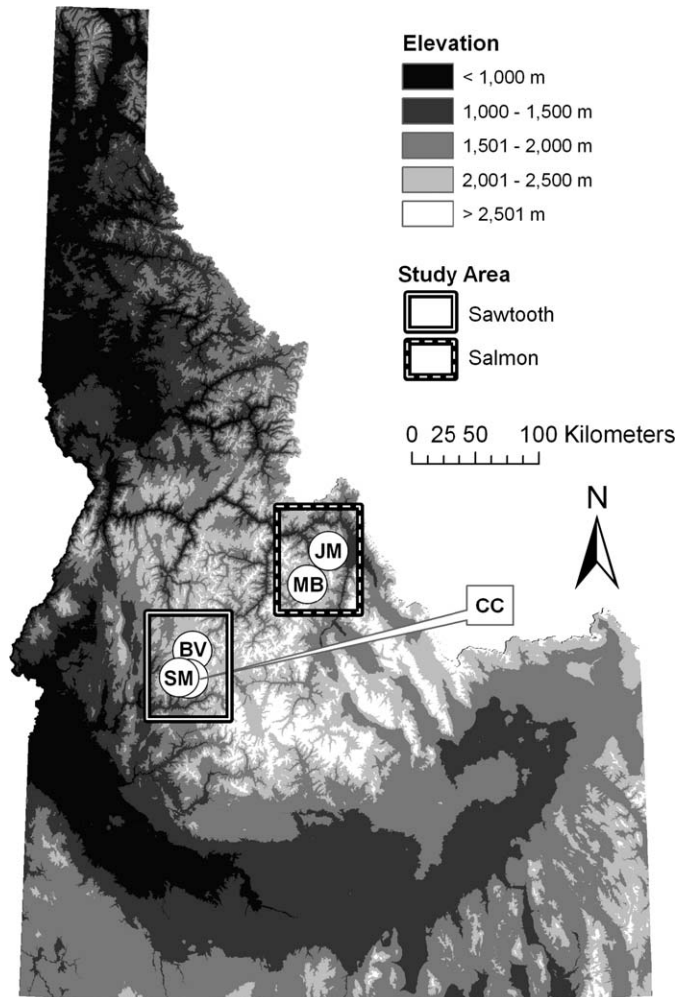 Elevation
< 1,000 m
1,000 - 1,500 m
1,501 - 2,000 m
2,001 - 2,500 m
> 2,501 m
Study Area
Sawtooth
Salmon
0 25 50 100 Kilometers
N
JM
MB
CC
BV
SM